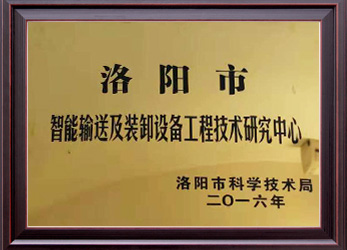 洛阳市
智能输送及装卸设备工程技术研究中心
洛阳市科学技术局
二〇一六年